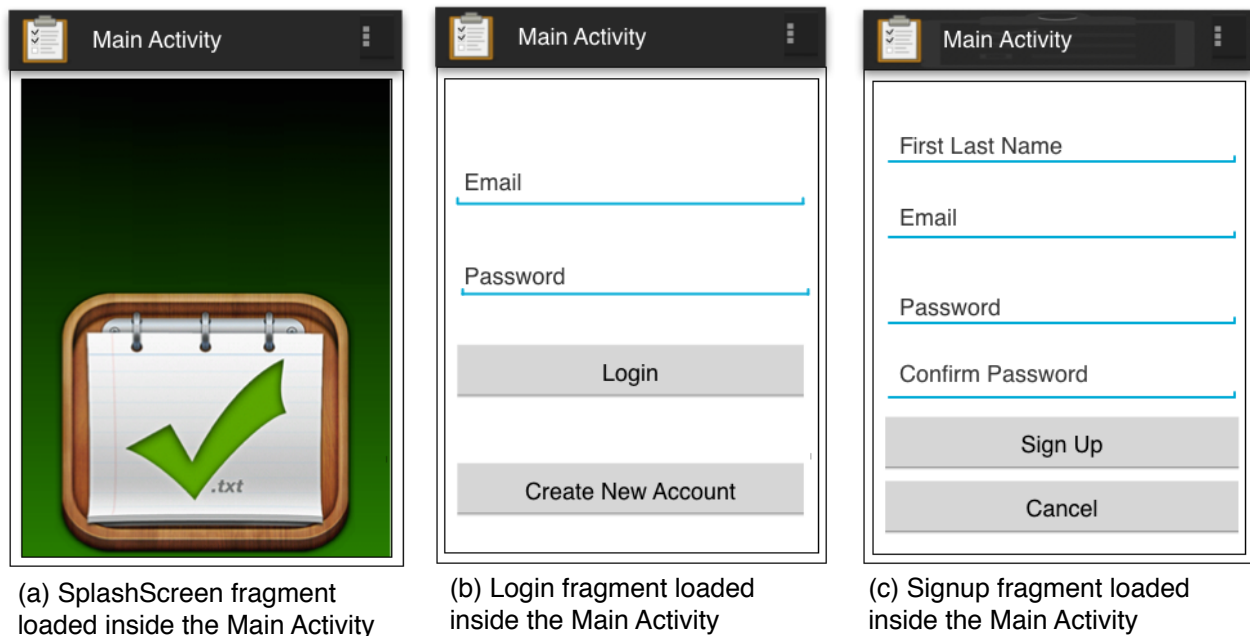 Main Activity
.txt
(a) SplashScreen fragment
loaded inside the Main Activity
Main Activity
Email
Password
Login
Create New Account
(b) Login fragment loaded
inside the Main Activity
Main Activity
First Last Name
Email
Password
Confirm Password
Sign Up
Cancel
(c) Signup fragment loaded
inside the Main Activity